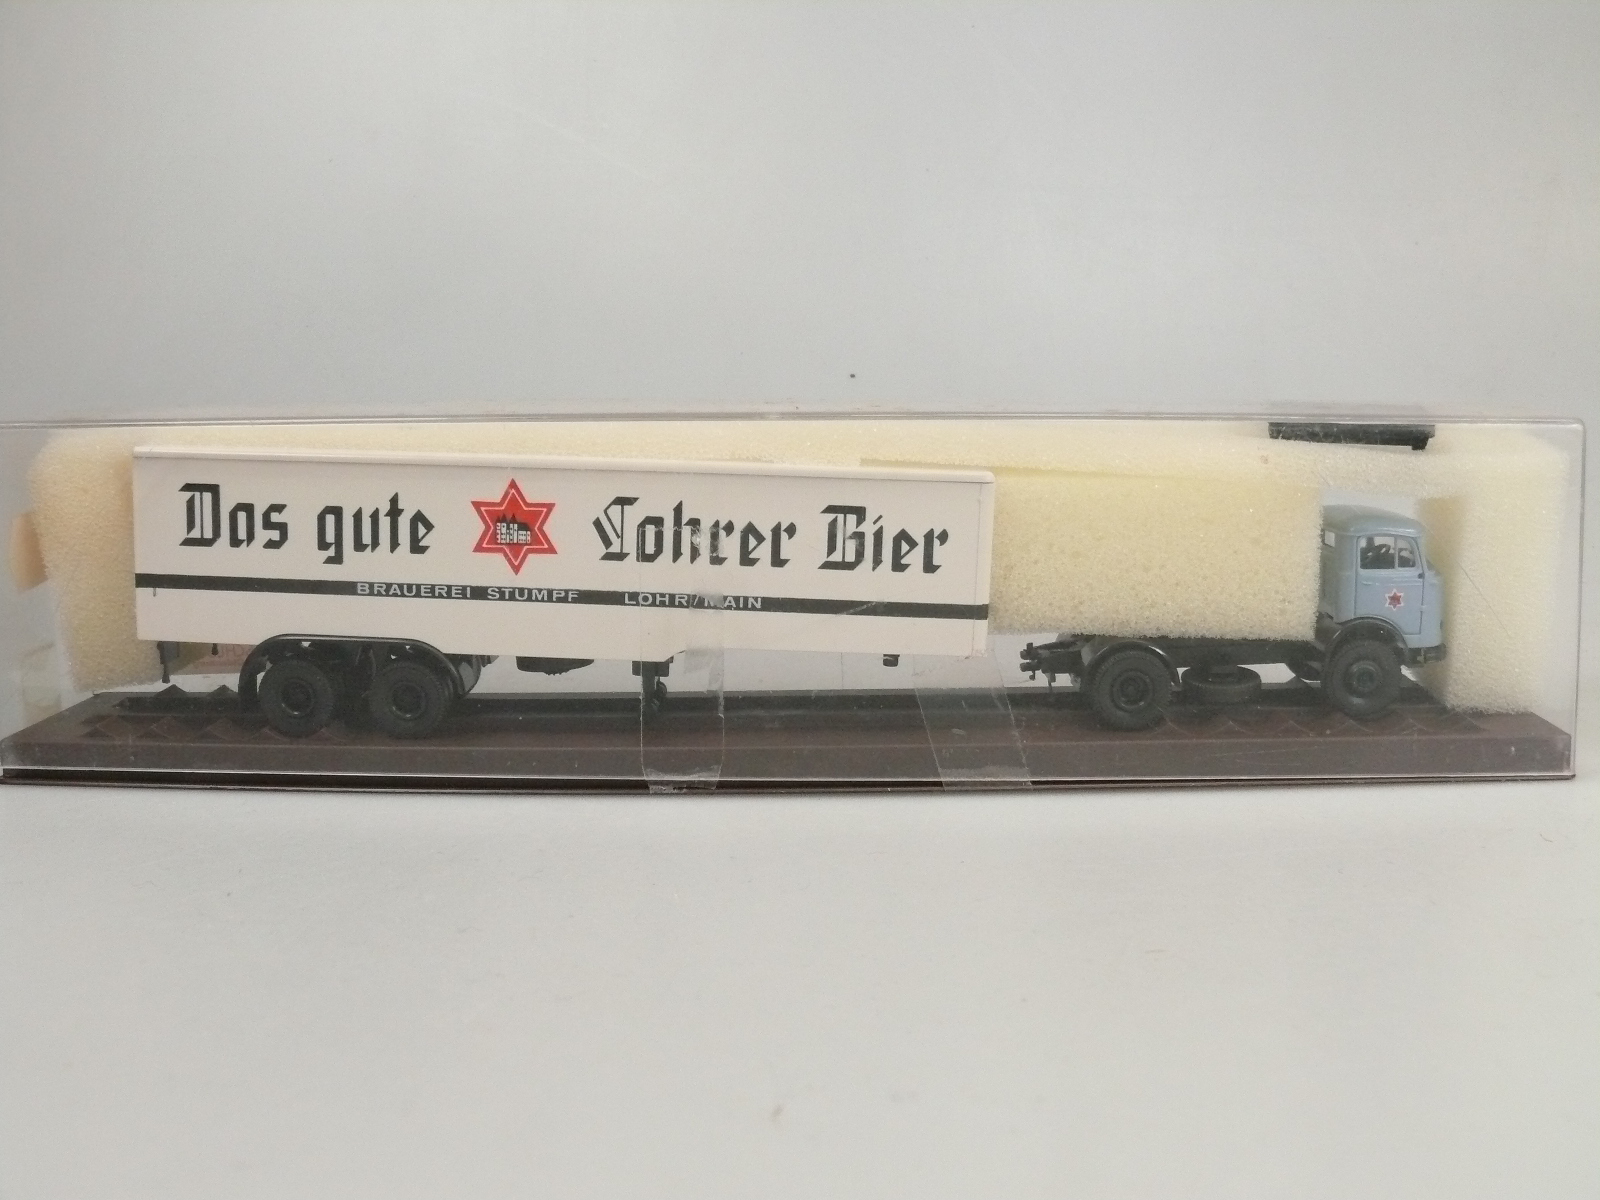 Das gute Lohrer Bier
BRAUEREI STUMPF LOHR/MAIN